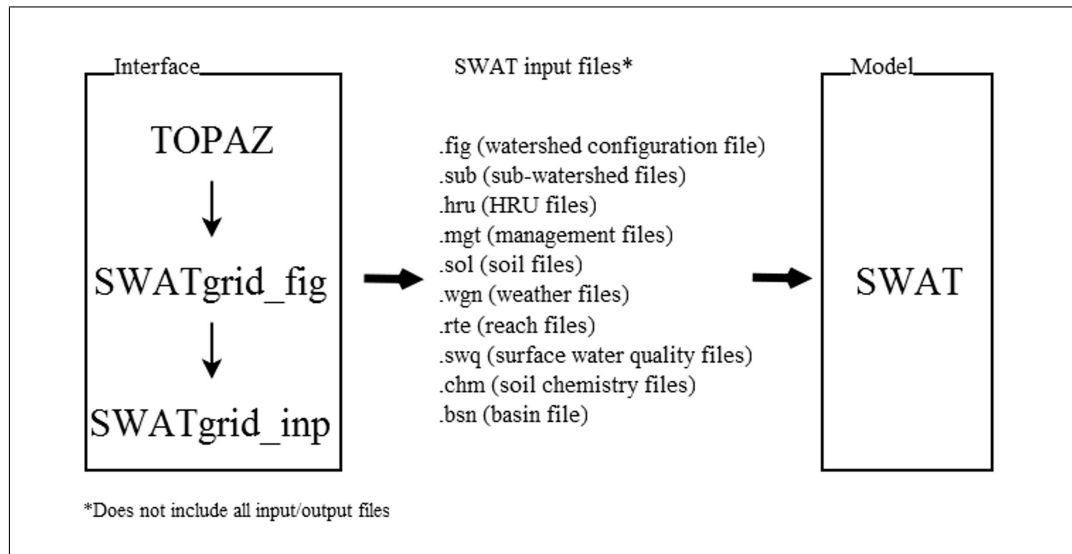 Interface
TOPAZ
SWATgrid_fig
SWATgrid_inp
SWAT input files*
.fig (watershed configuration file)
.sub (sub-watershed files)
.hru (HRU files)
.mgt (management files)
.sol (soil files)
.wgn (weather files)
.rte (reach files)
.swq (surface water quality files)
.chm (soil chemistry files)
.bsn (basin file)
Model
SWAT
*Does not include all input/output files